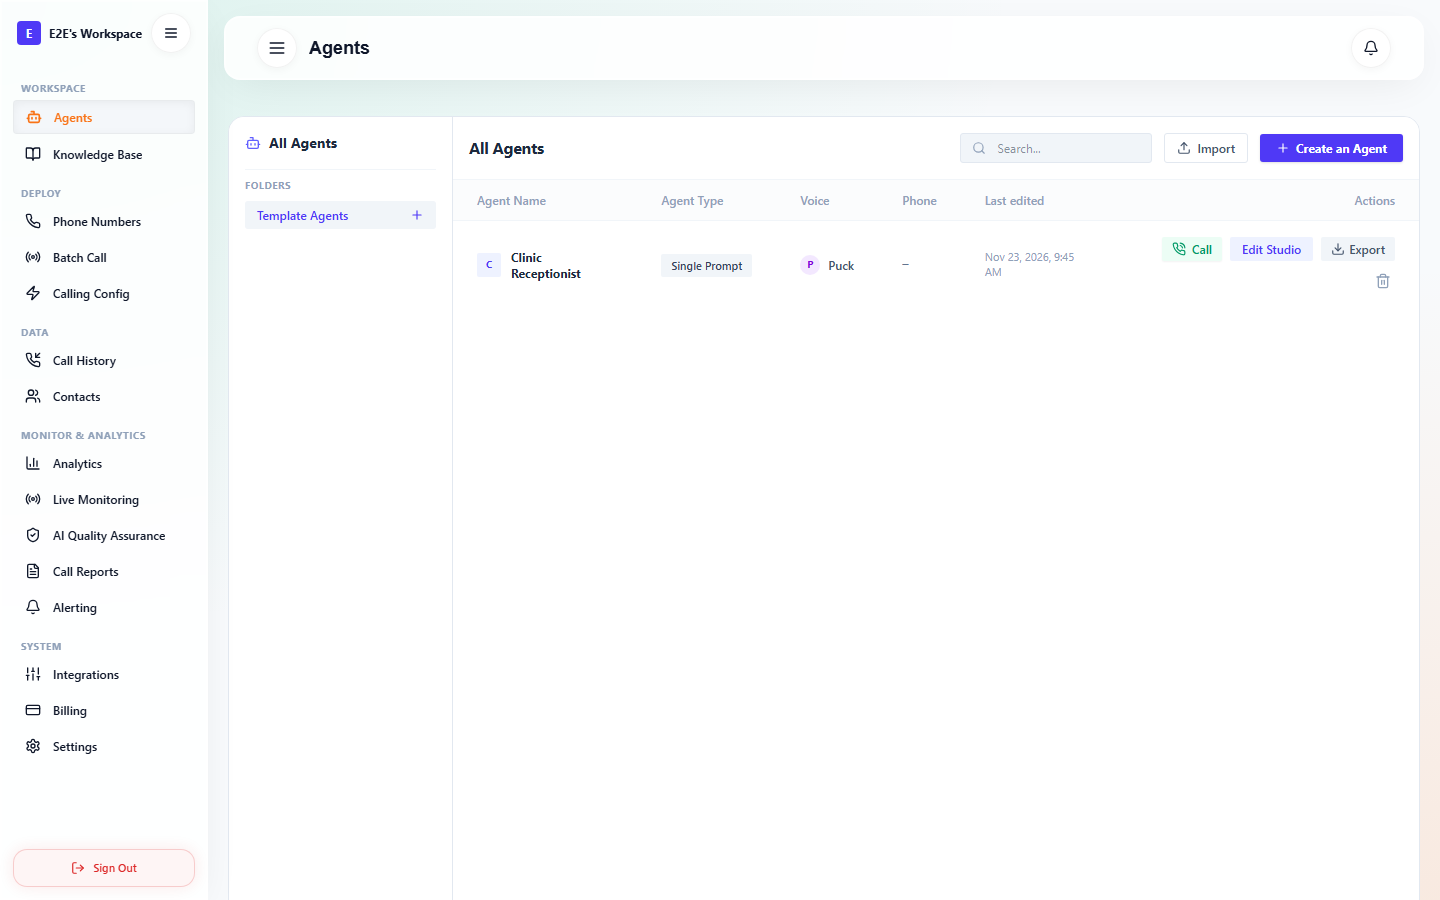 E
E2E's Workspace
WORKSPACE
Agents
Knowledge Base
DEPLOY
Phone Numbers
Batch Call
Calling Config
DATA
Call History
Contacts
MONITOR & ANALYTICS
Analytics
Live Monitoring
AI Quality Assurance
Call Reports
Alerting
SYSTEM
Integrations
Billing
Settings
Sign Out
Agents
All Agents
FOLDERS
Template Agents
All Agents
Search...
Import
Create an Agent
Agent Name
Agent Type
Voice
Phone
Last edited
Actions
C
Clinic
Receptionist
Single Prompt
P
Puck
–
Nov 23, 2026, 9:45
AM
Call
Edit Studio
Export